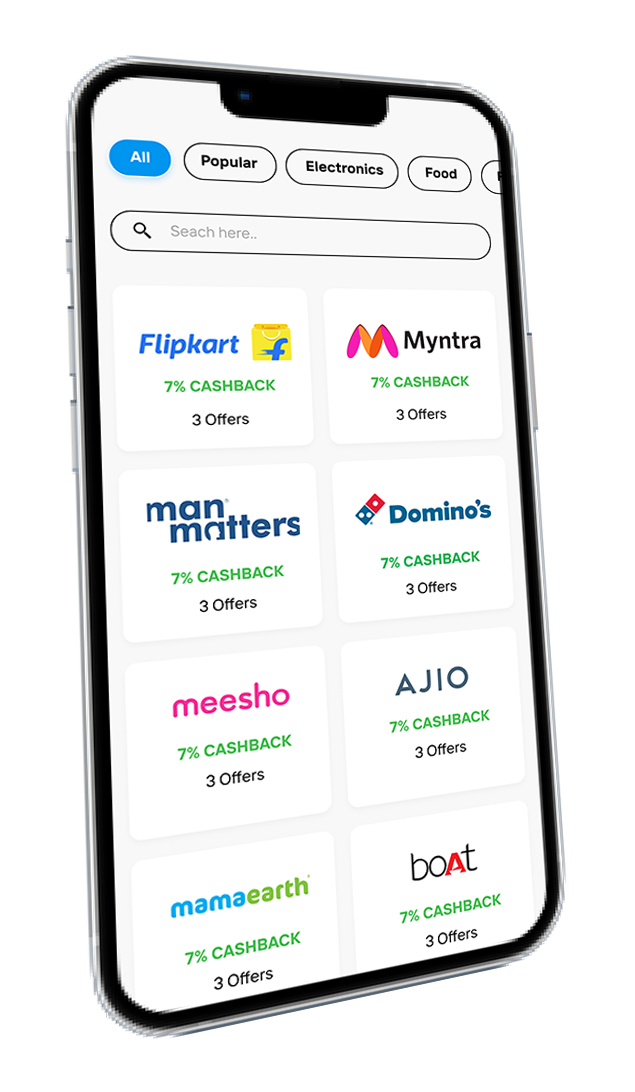 All
Popular
Electronics
Food
Seach here..
Flipkart
7% CASHBACK
3 Offers
Myntra
7% CASHBACK
3 Offers
man
matters
7% CASHBACK
3 Offers
Domino's
7% CASHBACK
3 Offers
meesho
7% CASHBACK
3 Offers
AJIO
7% CASHBACK
3 Offers
mamaearth
7% CASHBACK
3 Offers
boAt
7% CASHBACK
3 Offers